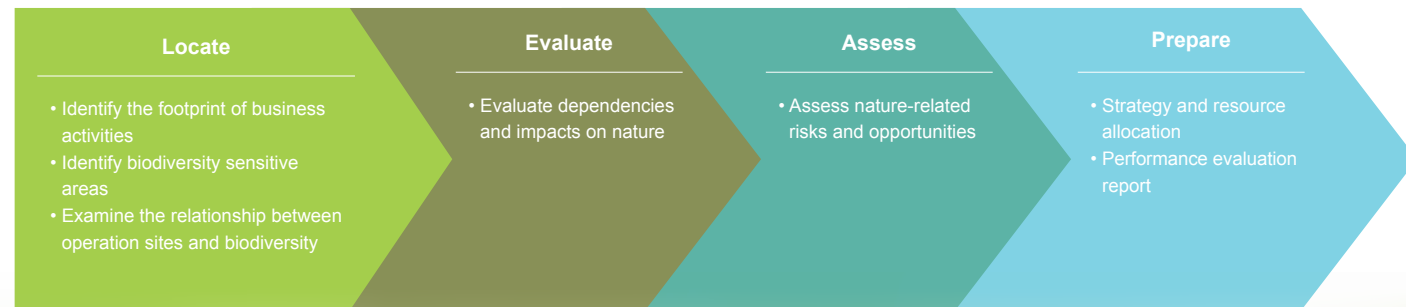 Locate
• Identify the footprint of business
activities
• Identify biodiversity sensitive
areas
• Examine the relationship between
operation sites and biodiversity
Evaluate
• Evaluate dependencies
and impacts on nature
Assess
• Assess nature-related
risks and opportunities
Prepare
• Strategy and resource
allocation
• Performance evaluation
report